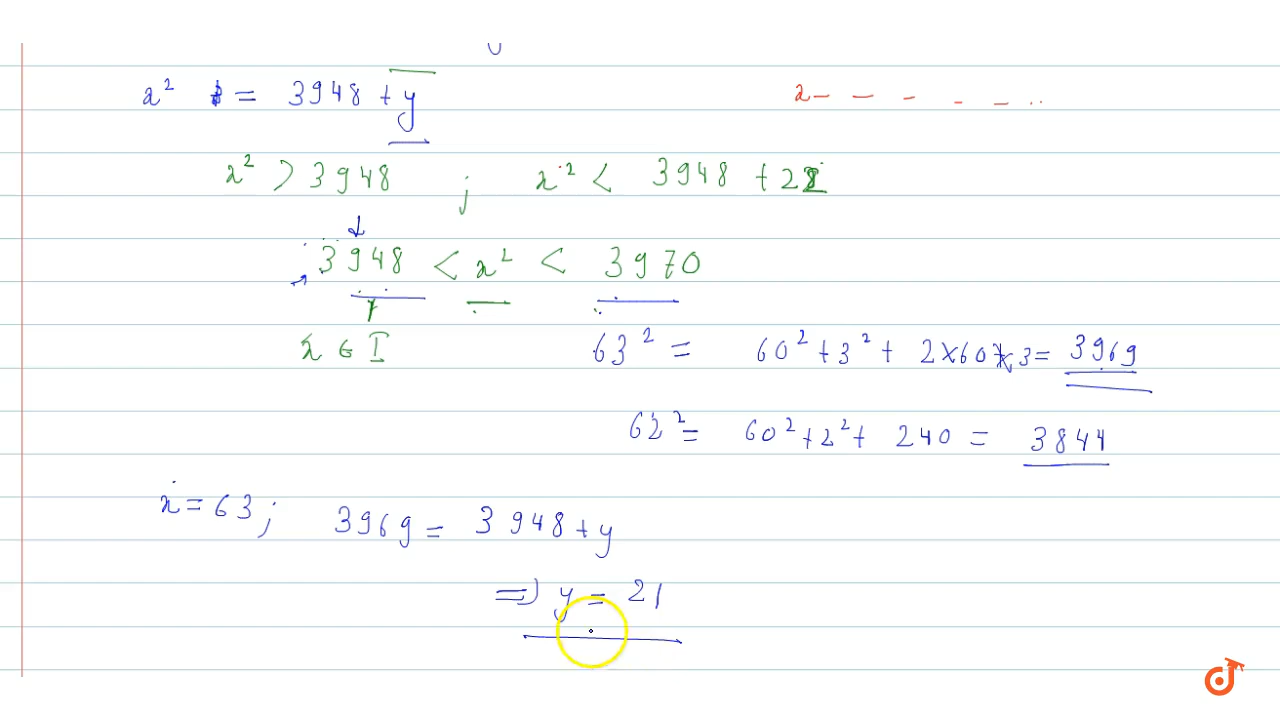 x² = 3948 + y
x - - - - - ..
x² > 3948 ; x² < 3948 + 22
3948 < x² < 3970
x ∈ I
63² = 60² + 3² + 2×60×3 = 3969
62² = 60² + 2² + 240 = 3844
x = 63 ; 3969 = 3948 + y
⇒ y = 21